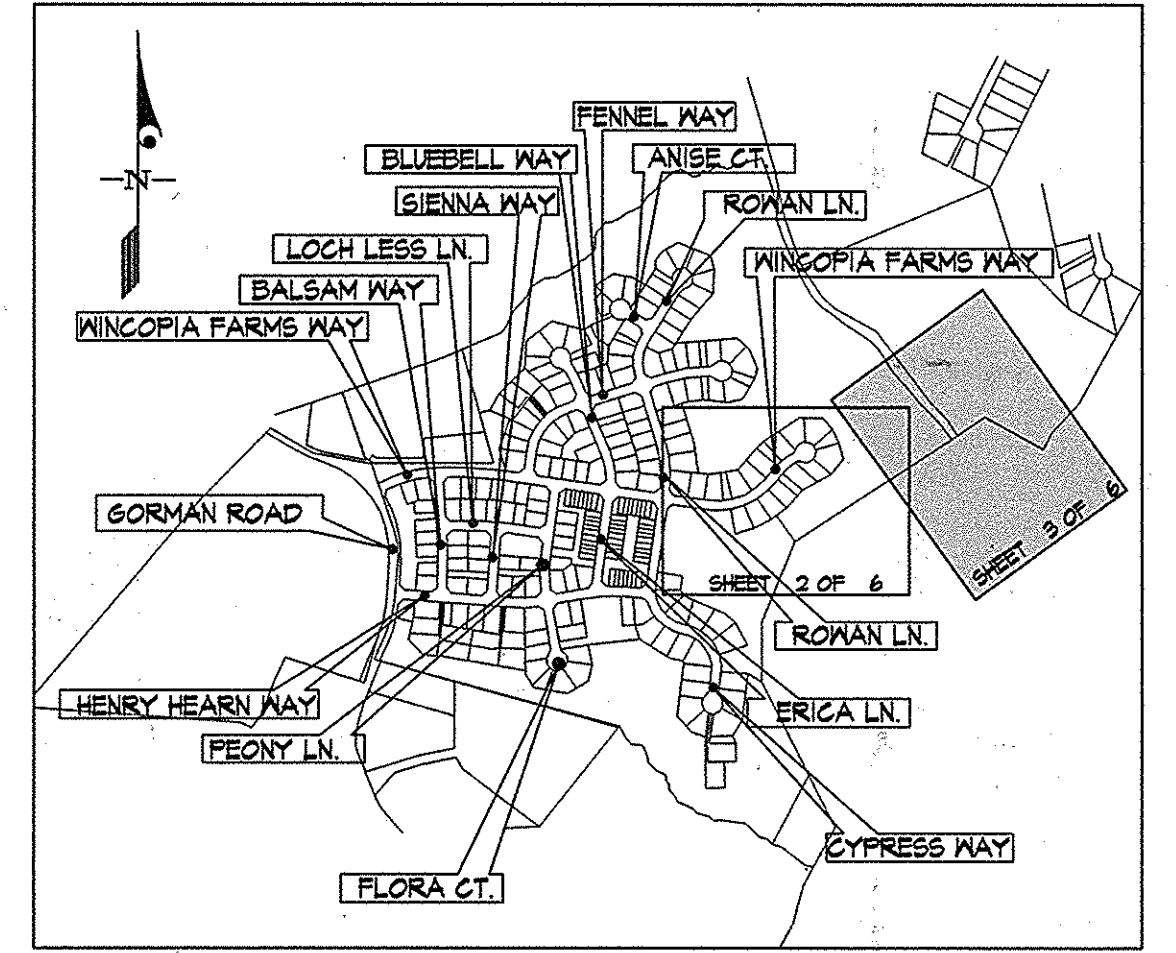 FENNEL WAY
BLUEBELL WAY
ANISE CT.
SIENNA WAY
ROWAN LN.
-N-
LOCH LESS LN.
WINCOPIA FARMS WAY
BALSAM WAY
WINCOPIA FARMS WAY
GORMAN ROAD
SHEET 3 OF 6
SHEET 2 OF 6
ROWAN LN.
HENRY HEARN WAY
ERICA LN.
PEONY LN.
CYPRESS WAY
FLORA CT.